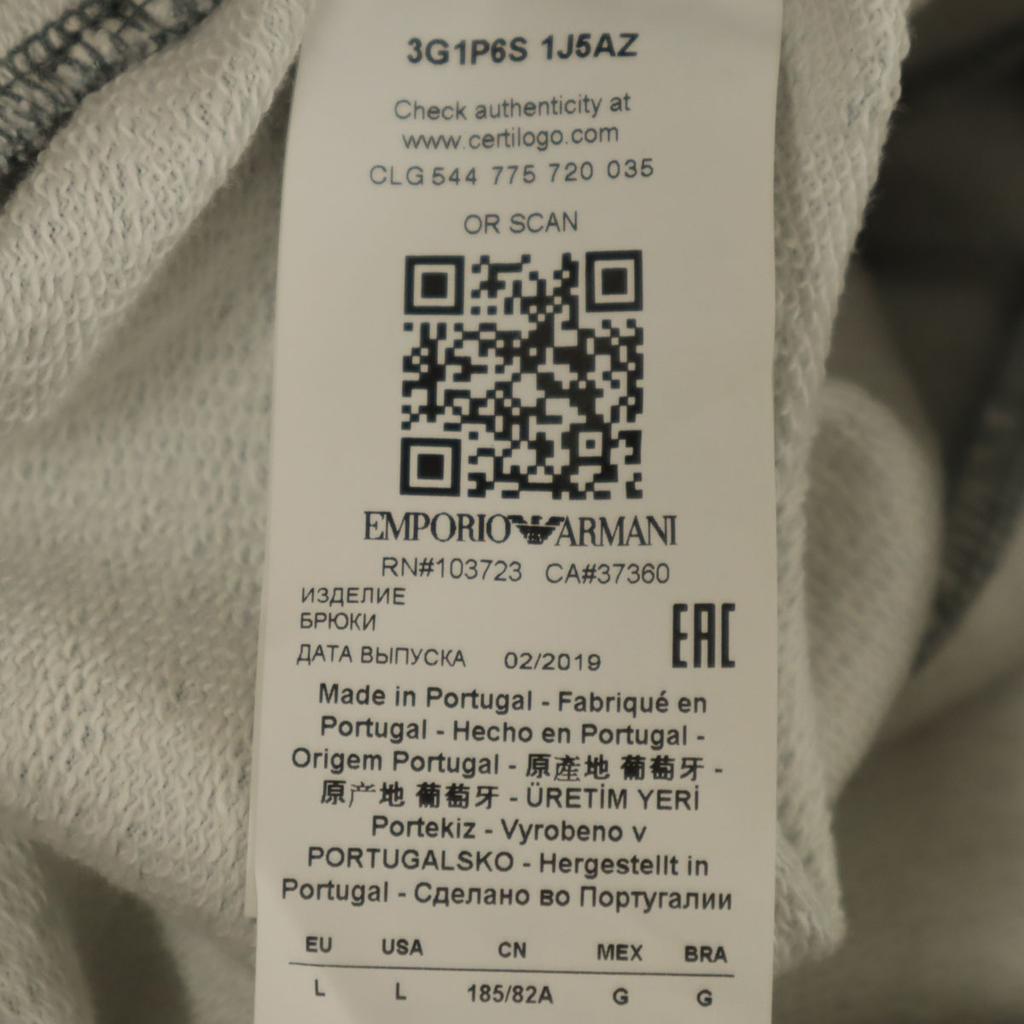 3G1P6S 1J5AZ
Check authenticity at
www.certilogo.com
CLG 544 775 720 035
OR SCAN
EMPORIO ARMANI
RN#103723 CA#37360
ИЗДЕЛИЕ
БРЮКИ
EAC
ДАТА ВЫПУСКА 02/2019
Made in Portugal - Fabriqué en
Portugal - Hecho en Portugal -
Origem Portugal - 原產地 葡萄牙 -
原产地 葡萄牙 - ÜRETİM YERİ
Portekiz - Vyrobeno v
PORTUGALSKO - Hergestellt in
Portugal - Сделано во Португалии
EU USA CN MEX BRA
L L 185/82A G G